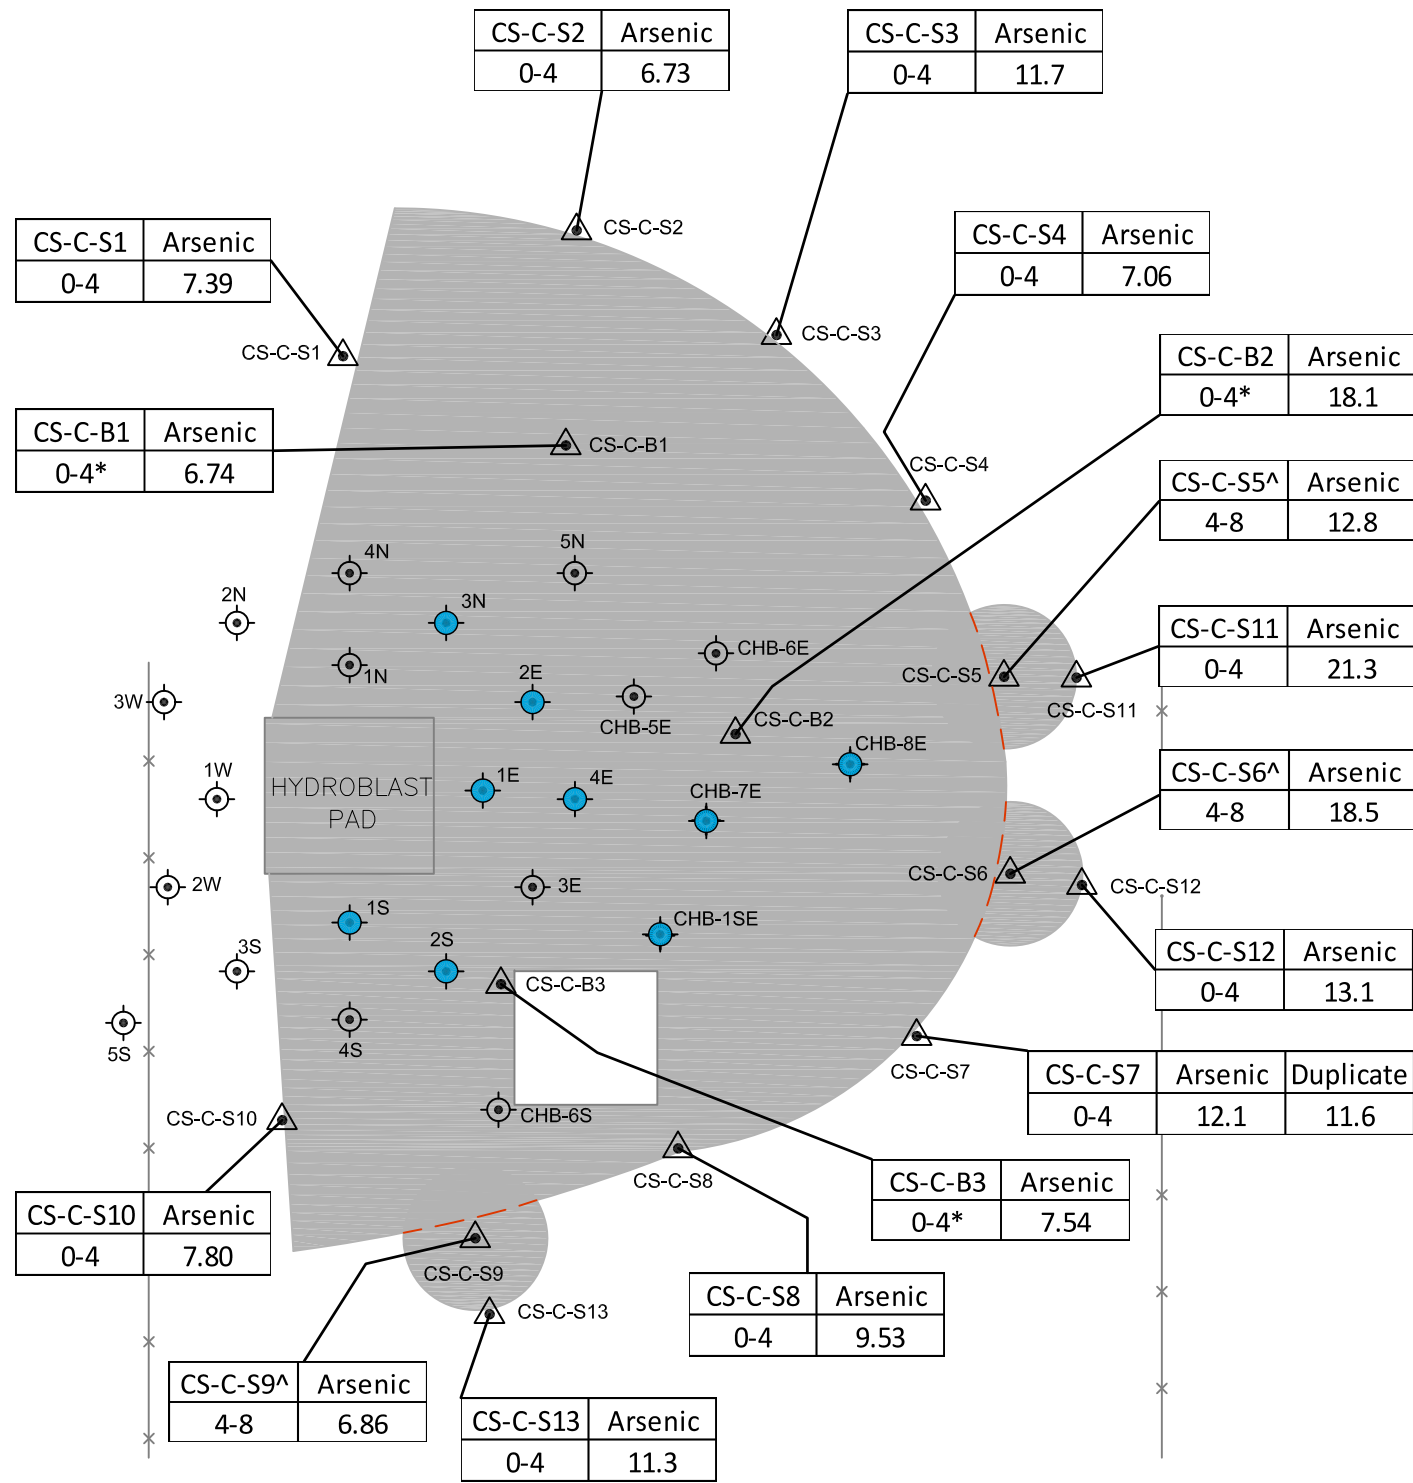 CS-C-S2 Arsenic
0-4 6.73
CS-C-S3 Arsenic
0-4 11.7
CS-C-S1 Arsenic
0-4 7.39
CS-C-S4 Arsenic
0-4 7.06
CS-C-S2
CS-C-S3
CS-C-S1
CS-C-B2 Arsenic
0-4* 18.1
CS-C-B1 Arsenic
0-4* 6.74
CS-C-B1
CS-C-S4
CS-C-S5^ Arsenic
4-8 12.8
4N
5N
2N
3N
CHB-6E
1N
2E
CS-C-S5
CS-C-S11 Arsenic
0-4 21.3
CS-C-S11
3W
CHB-5E
CS-C-B2
CHB-8E
1W
HYDROBLAST
PAD
1E
4E
CHB-7E
CS-C-S6^ Arsenic
4-8 18.5
2W
3E
CS-C-S6
CS-C-S12
1S
CHB-1SE
3S
2S
CS-C-B3
CS-C-S12 Arsenic
0-4 13.1
5S
4S
CS-C-S7
CS-C-S7 Arsenic Duplicate
0-4 12.1 11.6
CS-C-S10
CHB-6S
CS-C-S8
CS-C-B3 Arsenic
0-4* 7.54
CS-C-S10 Arsenic
0-4 7.80
CS-C-S9
CS-C-S13
CS-C-S8 Arsenic
0-4 9.53
CS-C-S9^ Arsenic
4-8 6.86
CS-C-S13 Arsenic
0-4 11.3